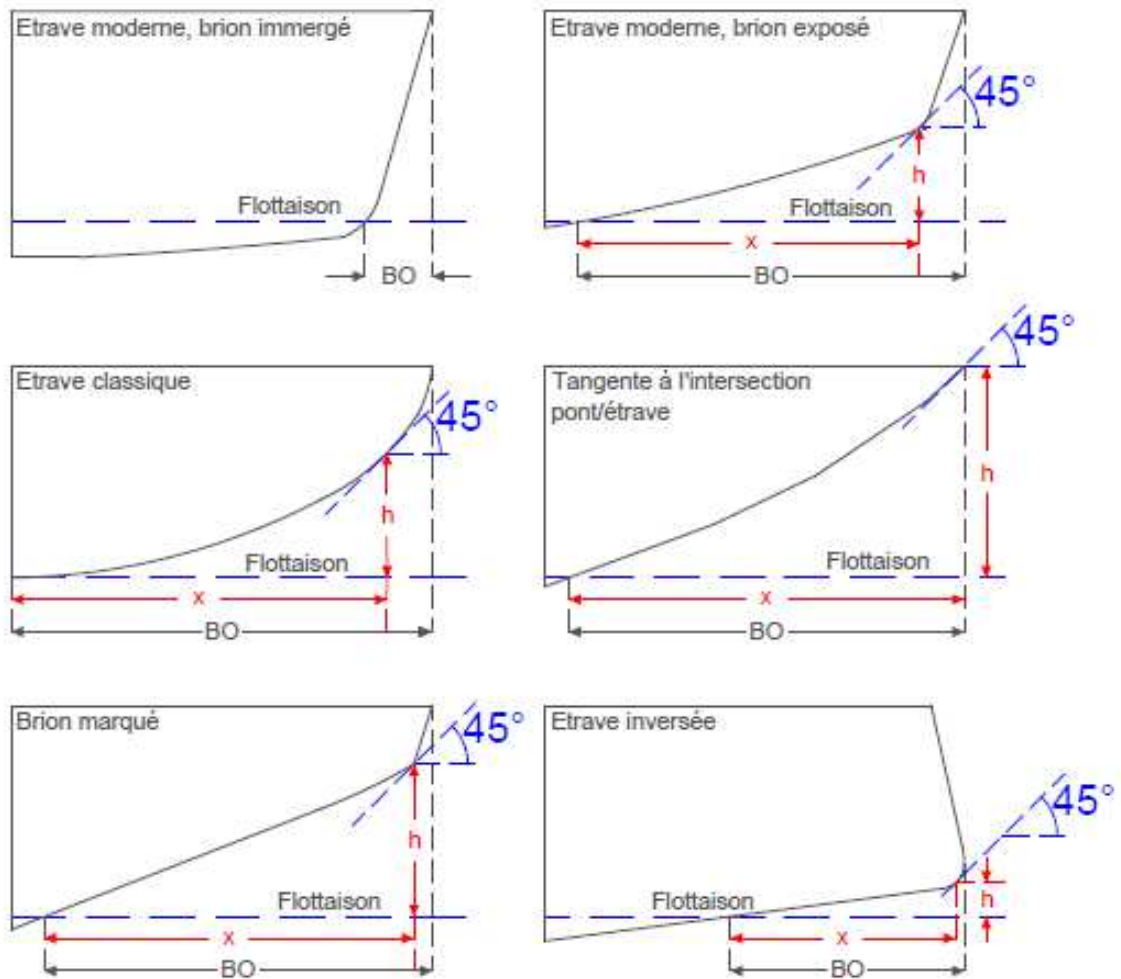 Etrave moderne, brion immergé
Flottaison
BO
Etrave moderne, brion exposé
45°
h
Flottaison
x
BO
Etrave classique
45°
h
Flottaison
x
BO
Tangente à l'intersection
pont/étrave
45°
h
Flottaison
x
BO
Brion marqué
45°
h
Flottaison
x
BO
Etrave inversée
45°
h
Flottaison
x
BO